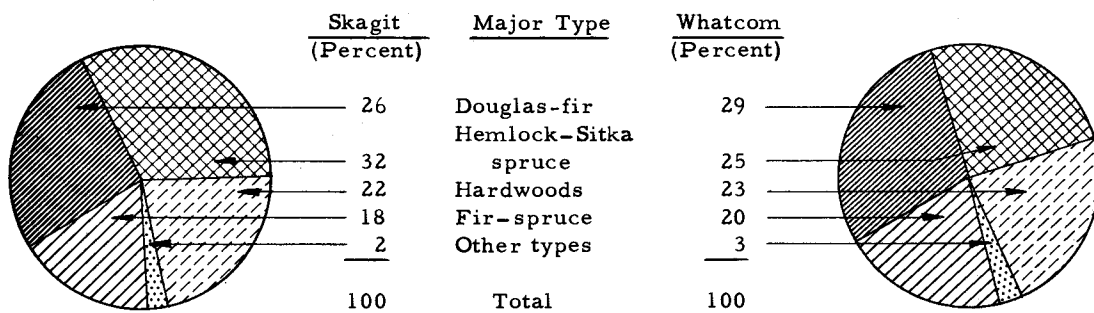 Skagit Major Type Whatcom
(Percent) (Percent)
26 Douglas-fir 29
Hemlock-Sitka
32 spruce 25
22 Hardwoods 23
18 Fir-spruce 20
2 Other types 3
100 Total 100